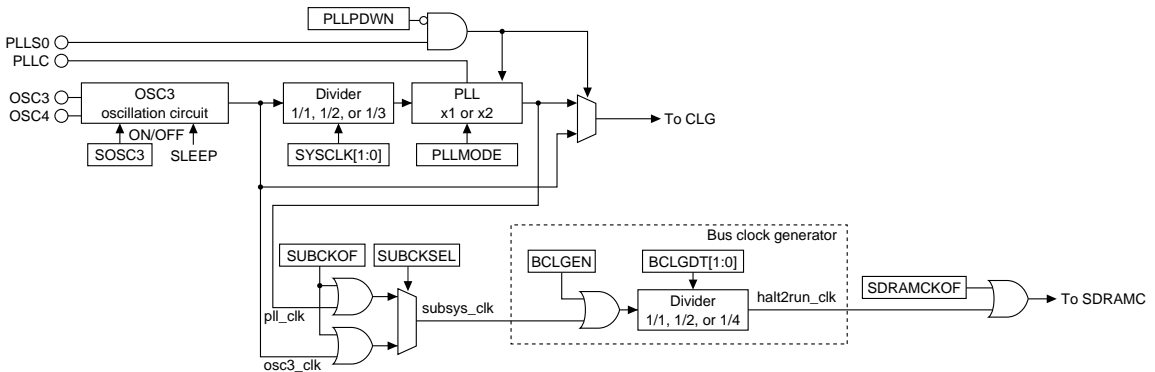 PLLPDWN
PLLS0
PLLC
OSC3
OSC4
OSC3
oscillation circuit
Divider
1/1, 1/2, or 1/3
PLL
x1 or x2
To CLG
ON/OFF
SOSC3
SLEEP
SYSCLK[1:0]
PLLMODE
Bus clock generator
SUBCKOF
SUBCKSEL
BCLGEN
BCLGDT[1:0]
SDRAMCKOF
Divider
1/1, 1/2, or 1/4
halt2run_clk
To SDRAMC
pll_clk
subsys_clk
osc3_clk